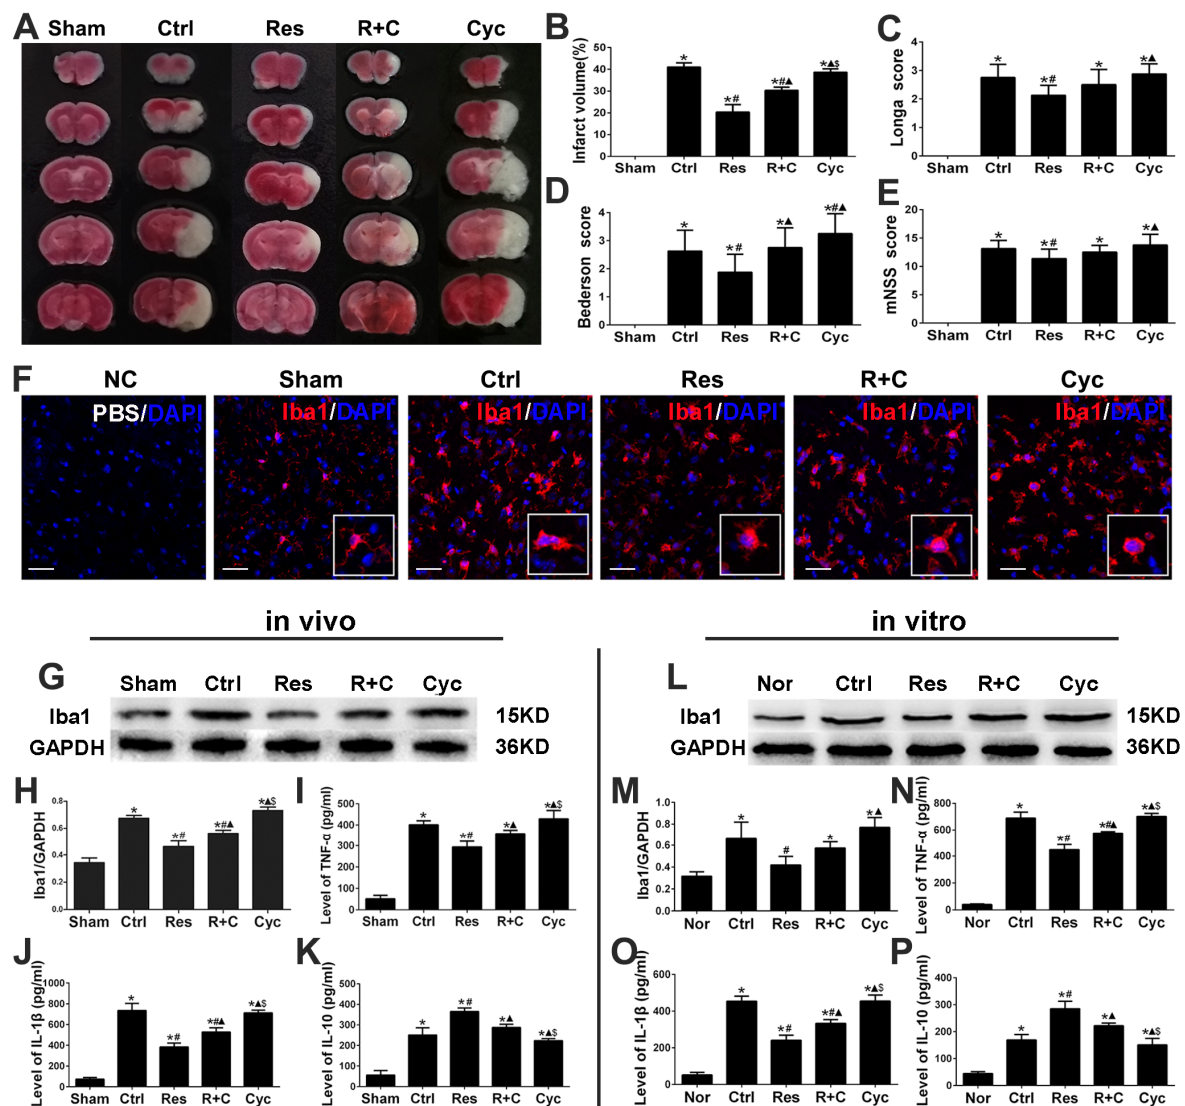 A Sham Ctrl Res R+C Cyc
B
Infarct volume(%)
50
40
30
20
10
0
* *# *#▲ *▲$
Sham Ctrl Res R+C Cyc
C
Longa score
4
3
2
1
0
* *# * *▲
Sham Ctrl Res R+C Cyc
D
Bederson score
4
3
2
1
0
* *# *▲ *#▲
Sham Ctrl Res R+C Cyc
E
mNSS score
20
15
10
5
0
* *# * *▲
Sham Ctrl Res R+C Cyc
F NC Sham Ctrl Res R+C Cyc
PBS/DAPI Iba1/DAPI Iba1/DAPI Iba1/DAPI Iba1/DAPI Iba1/DAPI
in vivo
in vitro
G Sham Ctrl Res R+C Cyc
Iba1 15KD
GAPDH 36KD
L Nor Ctrl Res R+C Cyc
Iba1 15KD
GAPDH 36KD
H
Iba1/GAPDH
0.8
0.6
0.4
0.2
0.0
* *# *#▲ *▲$
Sham Ctrl Res R+C Cyc
I
Level of TNF-α (pg/ml)
500
400
300
200
100
0
* *# *▲ *▲$
Sham Ctrl Res R+C Cyc
M
Iba1/GAPDH
1.0
0.8
0.6
0.4
0.2
0.0
* # * *▲
Nor Ctrl Res R+C Cyc
N
Level of TNF-α (pg/ml)
800
600
400
200
0
* *# *#▲ *▲$
Nor Ctrl Res R+C Cyc
J
Level of IL-1β (pg/ml)
1000
800
600
400
200
0
* *# *#▲ *▲$
Sham Ctrl Res R+C Cyc
K
Level of IL-10 (pg/ml)
500
400
300
200
100
0
* *# *▲ *▲$
Sham Ctrl Res R+C Cyc
O
Level of IL-1β (pg/ml)
600
400
200
0
* *# *#▲ *▲$
Nor Ctrl Res R+C Cyc
P
Level of IL-10 (pg/ml)
400
300
200
100
0
* *# *▲ *▲$
Nor Ctrl Res R+C Cyc